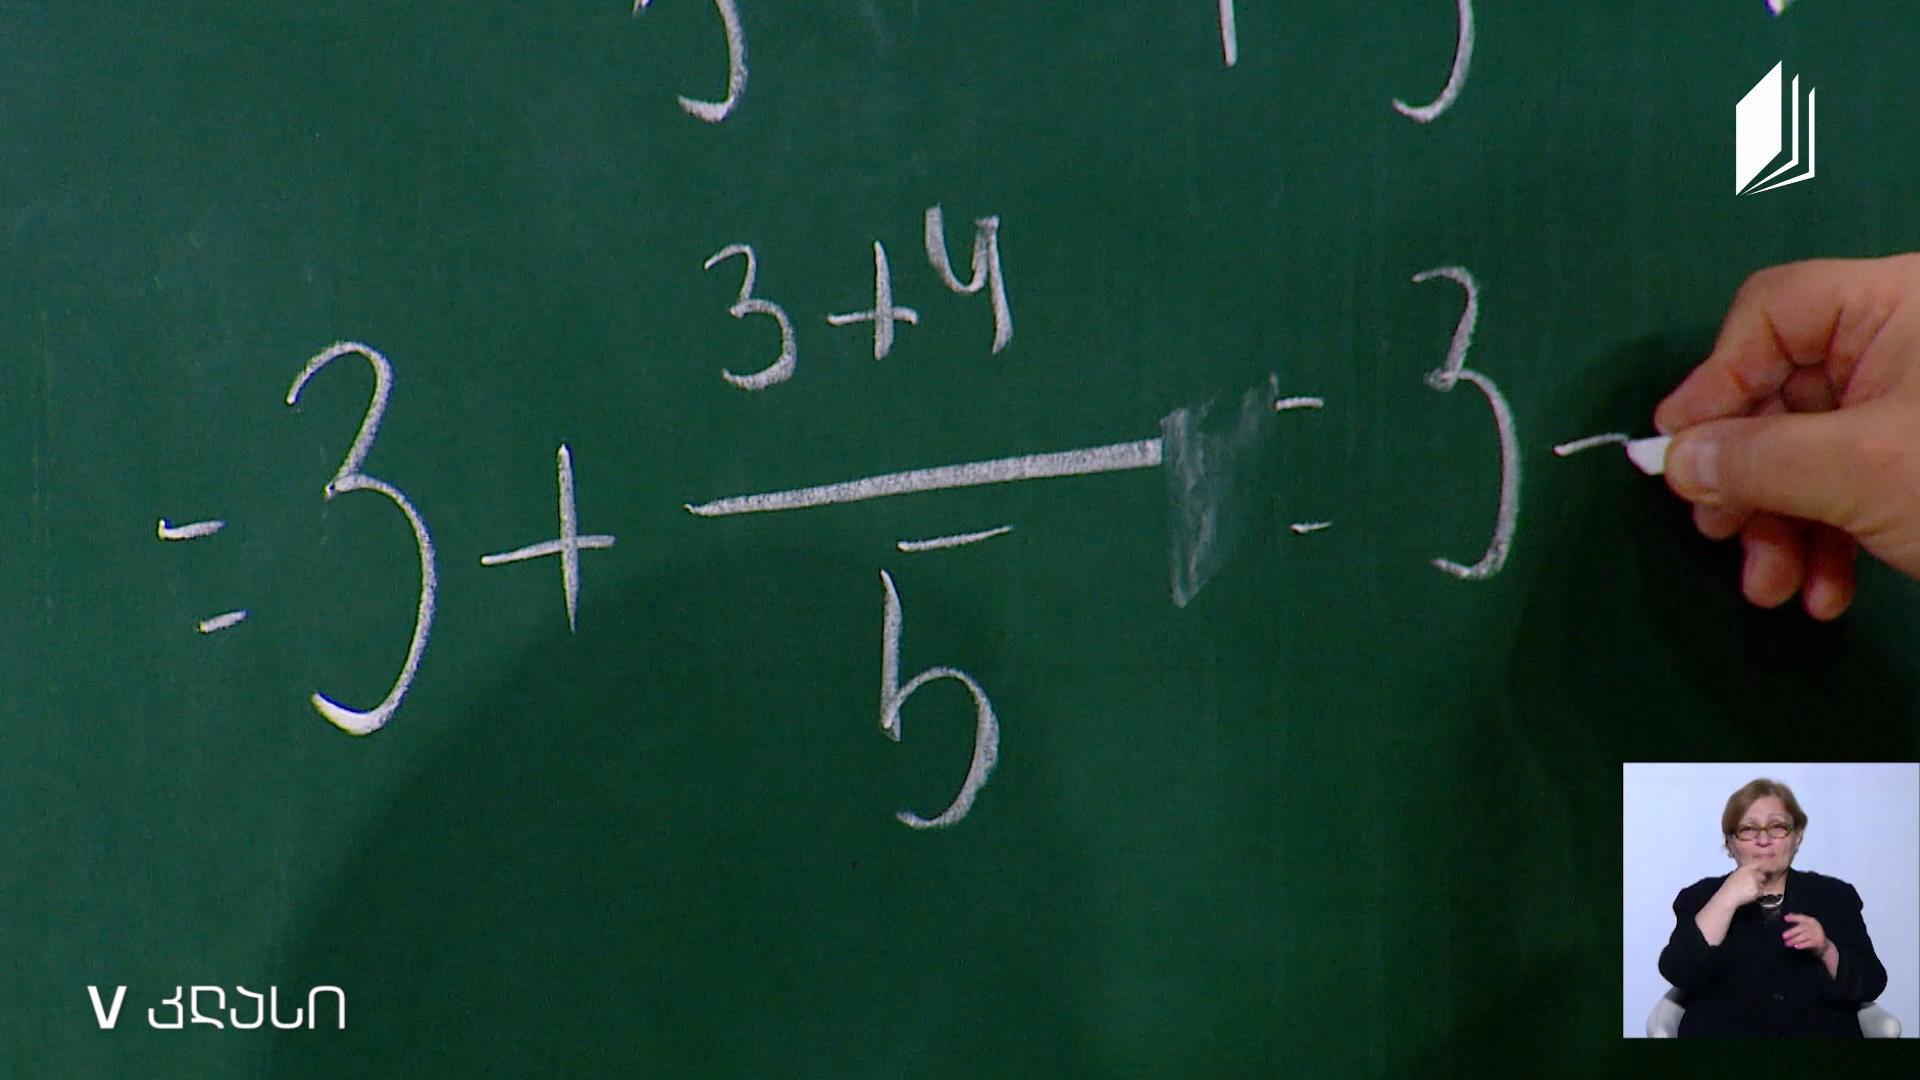 = 3 + 3+4 / 5 = 3 -
V კლასი